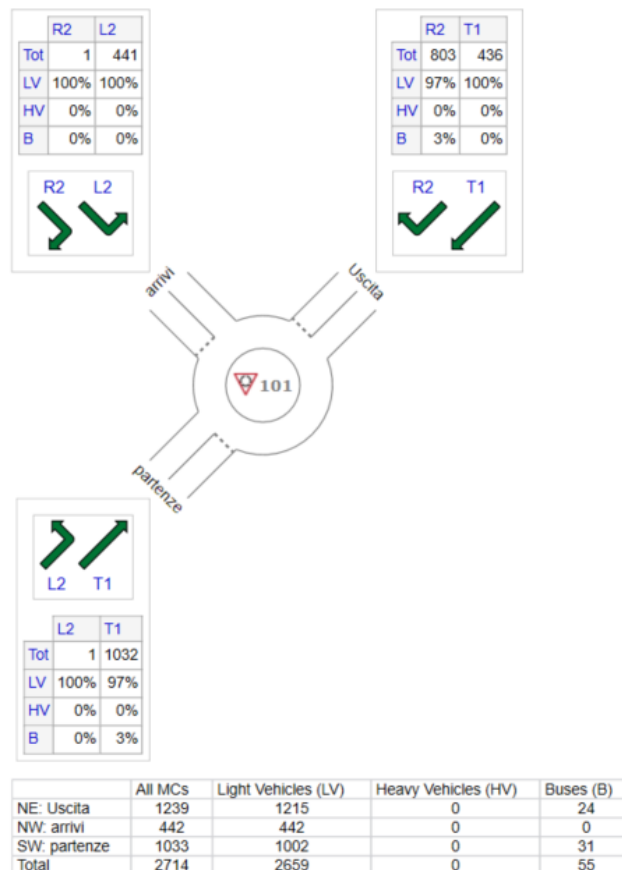 R2 L2
Tot 1 441
LV 100% 100%
HV 0% 0%
B 0% 0%
R2 L2
R2 T1
Tot 803 436
LV 97% 100%
HV 0% 0%
B 3% 0%
R2 T1
arrivi
Uscita
101
partenze
L2 T1
L2 T1
Tot 1 1032
LV 100% 97%
HV 0% 0%
B 0% 3%
All MCs Light Vehicles (LV) Heavy Vehicles (HV) Buses (B)
NE: Uscita 1239 1215 0 24
NW: arrivi 442 442 0 0
SW: partenze 1033 1002 0 31
Total 2714 2659 0 55